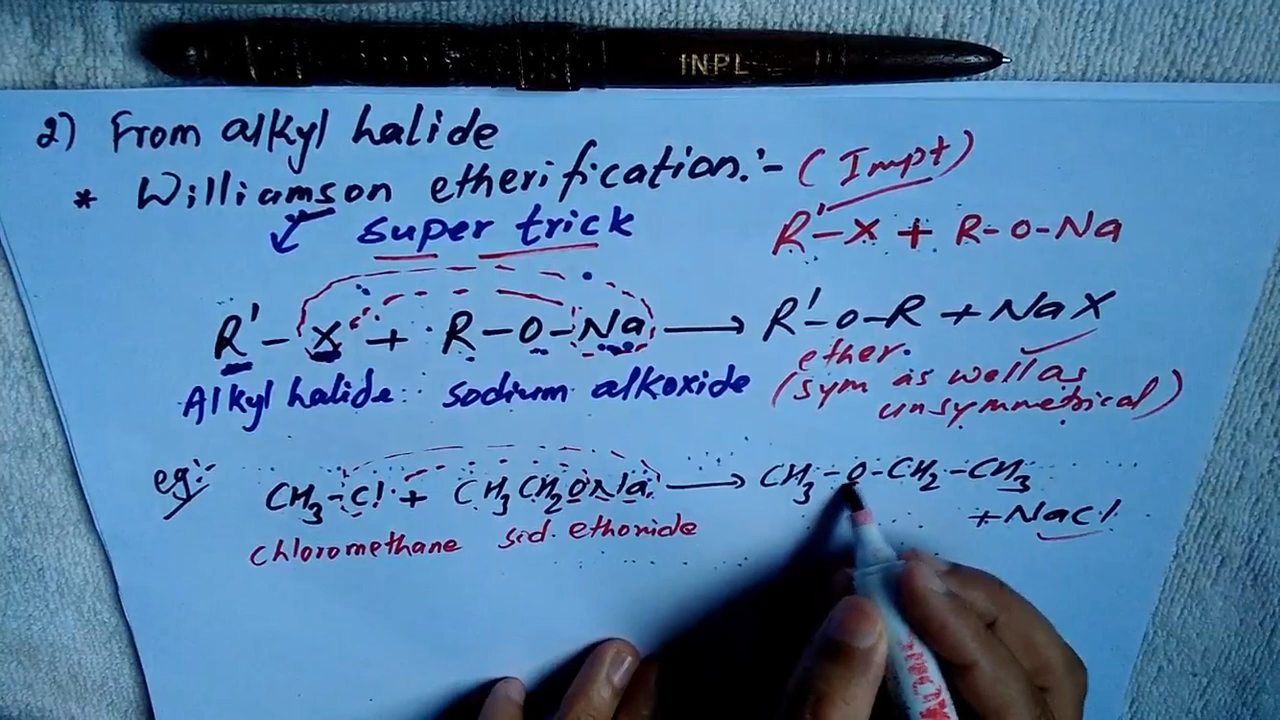 INPL
2) From alkyl halide
* Williamson etherification:- (Impt)
super trick
R'-X + R-O-Na
R'-X + R-O-Na ⟶ R'-O-R + NaX
ether.
Alkyl halide: sodium alkoxide (sym as well as
unsymmetrical)
eg:- CH3-Cl + CH3CH2ONa ⟶ CH3-O-CH2-CH3
+NaCl
chloromethane sod. ethoxide